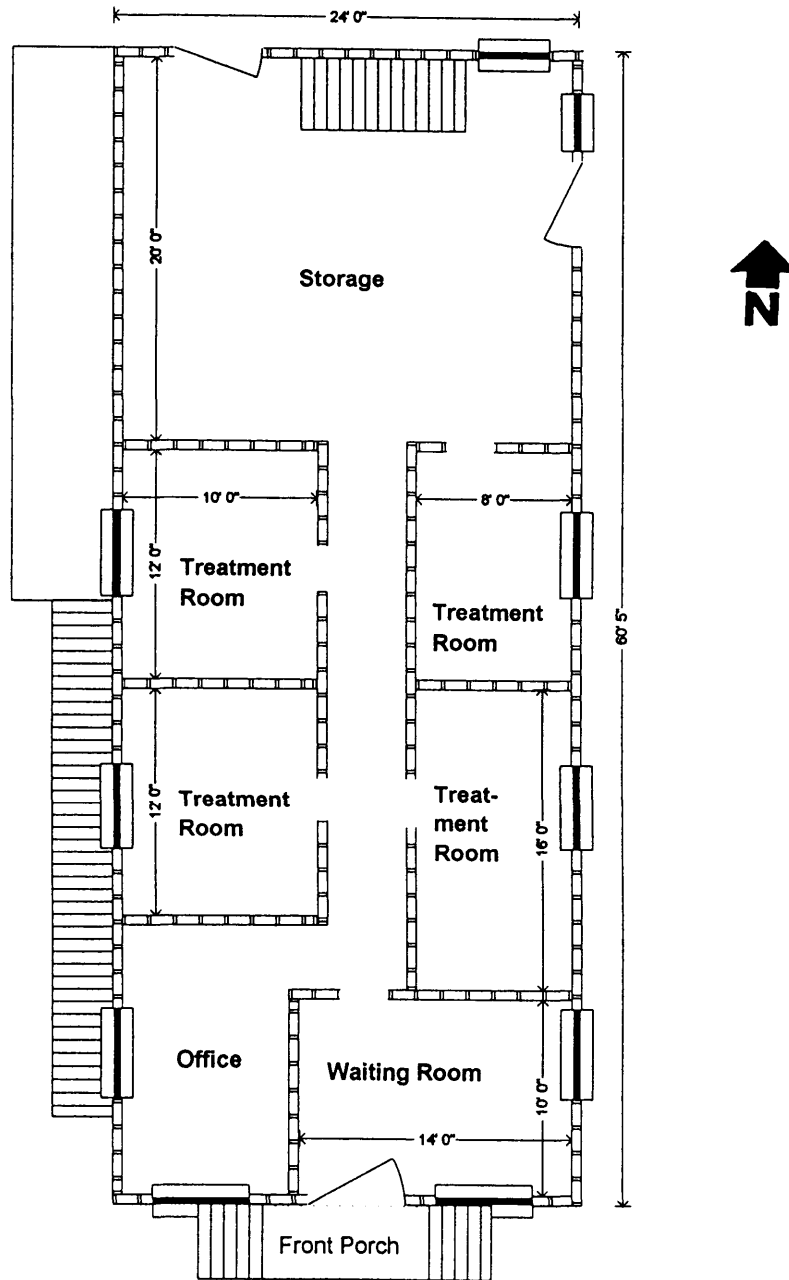 24' 0"
20' 0"
Storage
N
10' 0"
8' 0"
12' 0"
Treatment
Room
Treatment
Room
60' 5"
12' 0"
Treatment
Room
Treat-
ment
Room
16' 0"
Office
Waiting Room
10' 0"
14' 0"
Front Porch